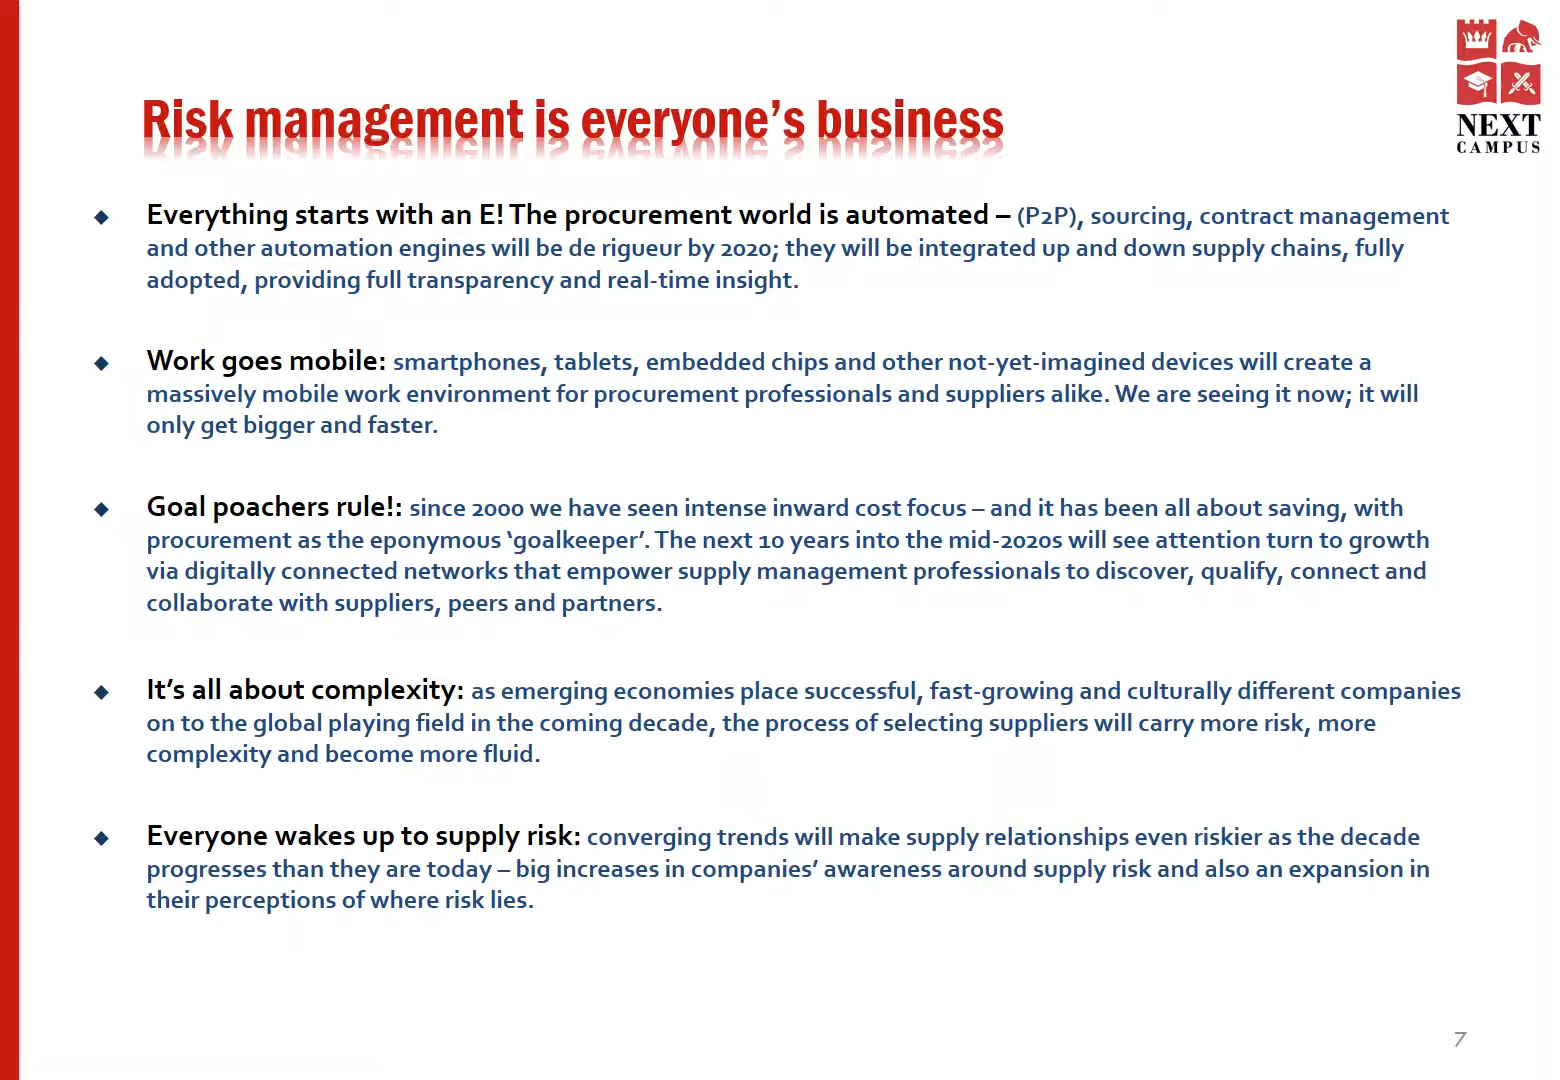 NEXT
CAMPUS
Risk management is everyone’s business
Everything starts with an E! The procurement world is automated – (P2P), sourcing, contract management
and other automation engines will be de rigueur by 2020; they will be integrated up and down supply chains, fully
adopted, providing full transparency and real-time insight.
Work goes mobile: smartphones, tablets, embedded chips and other not-yet-imagined devices will create a
massively mobile work environment for procurement professionals and suppliers alike. We are seeing it now; it will
only get bigger and faster.
Goal poachers rule!: since 2000 we have seen intense inward cost focus – and it has been all about saving, with
procurement as the eponymous ‘goalkeeper’. The next 10 years into the mid-2020s will see attention turn to growth
via digitally connected networks that empower supply management professionals to discover, qualify, connect and
collaborate with suppliers, peers and partners.
It’s all about complexity: as emerging economies place successful, fast-growing and culturally different companies
on to the global playing field in the coming decade, the process of selecting suppliers will carry more risk, more
complexity and become more fluid.
Everyone wakes up to supply risk: converging trends will make supply relationships even riskier as the decade
progresses than they are today – big increases in companies’ awareness around supply risk and also an expansion in
their perceptions of where risk lies.
7